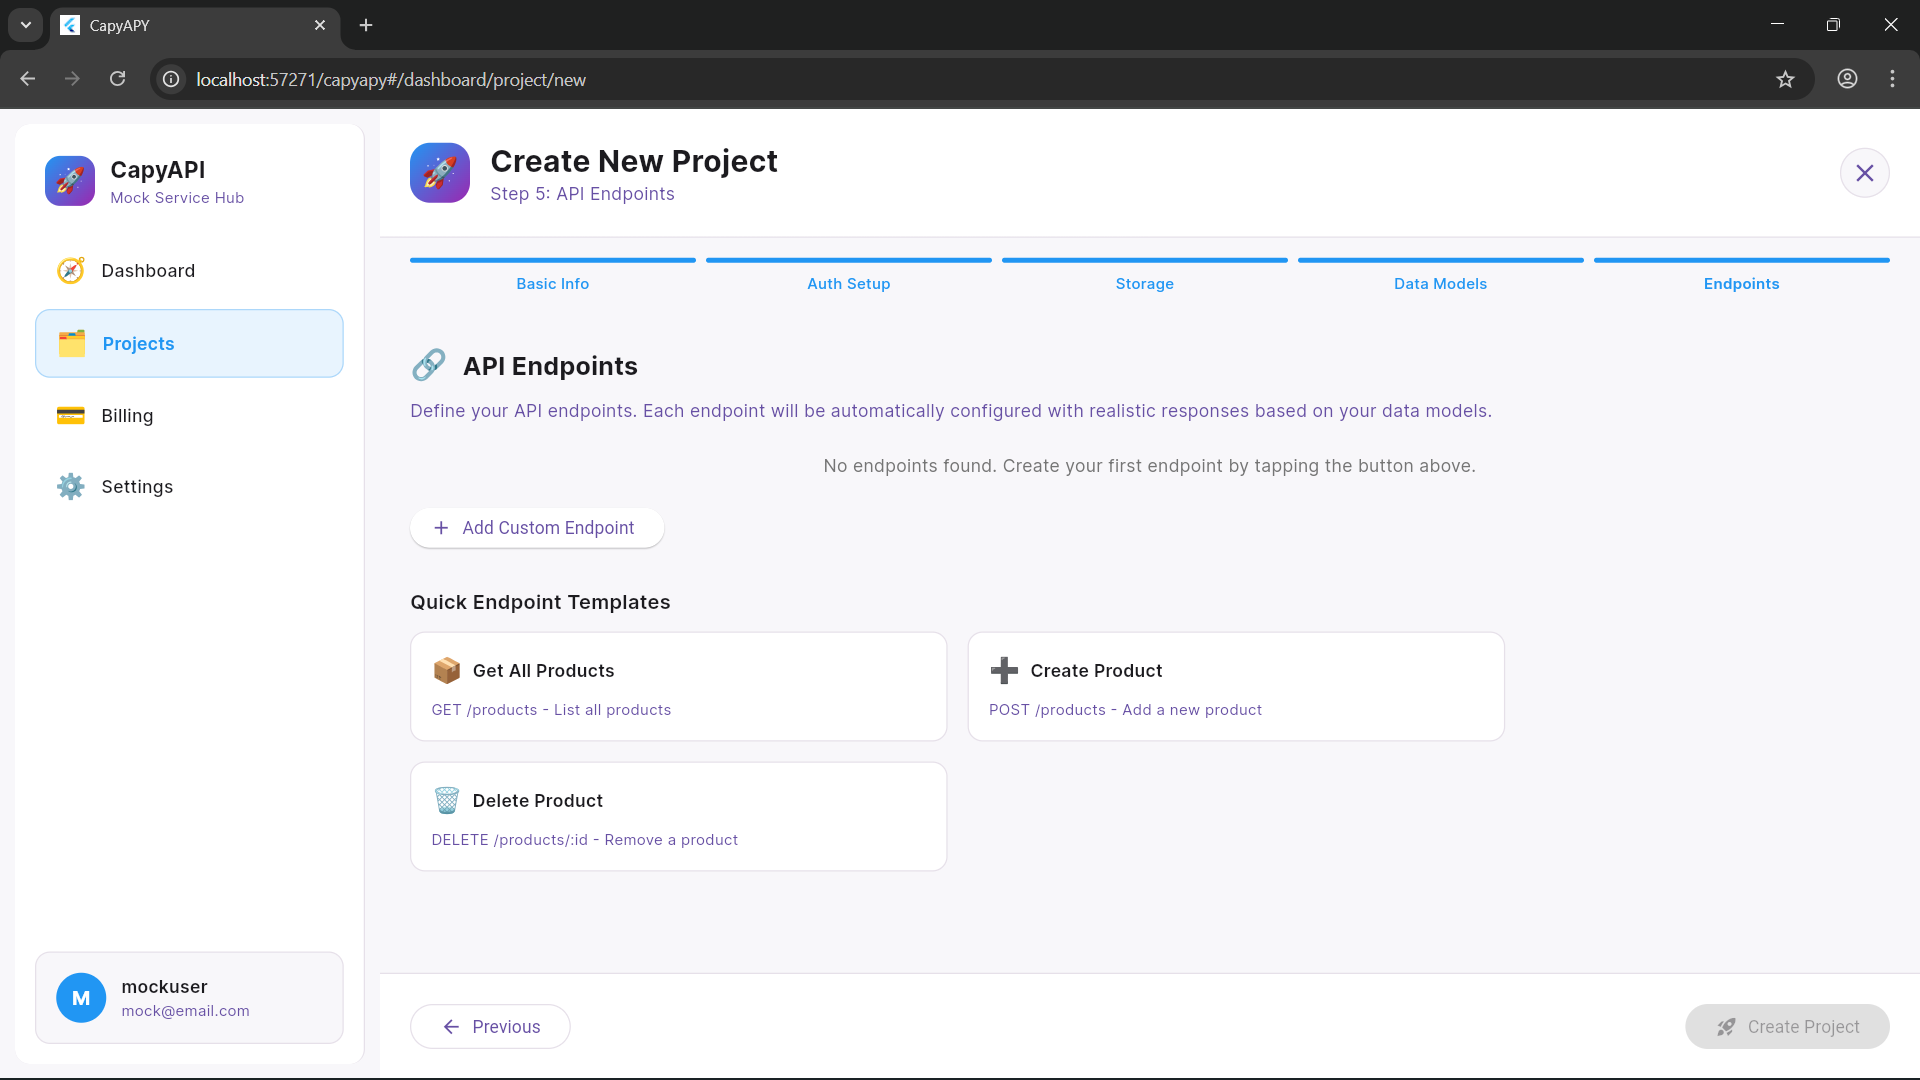 CapyAPY
localhost:57271/capyapy#/dashboard/project/new
CapyAPI
Mock Service Hub
Dashboard
Projects
Billing
Settings
mockuser
mock@email.com
M
Create New Project
Step 5: API Endpoints
Basic Info
Auth Setup
Storage
Data Models
Endpoints
API Endpoints
Define your API endpoints. Each endpoint will be automatically configured with realistic responses based on your data models.
No endpoints found. Create your first endpoint by tapping the button above.
Add Custom Endpoint
Quick Endpoint Templates
Get All Products
GET /products - List all products
Create Product
POST /products - Add a new product
Delete Product
DELETE /products/:id - Remove a product
Previous
Create Project